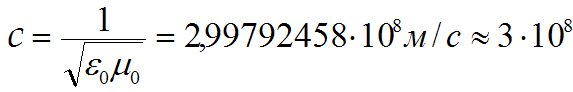 c = 1/√(ε₀μ₀) = 2,99792458·10⁸ м/с ≈ 3·10⁸